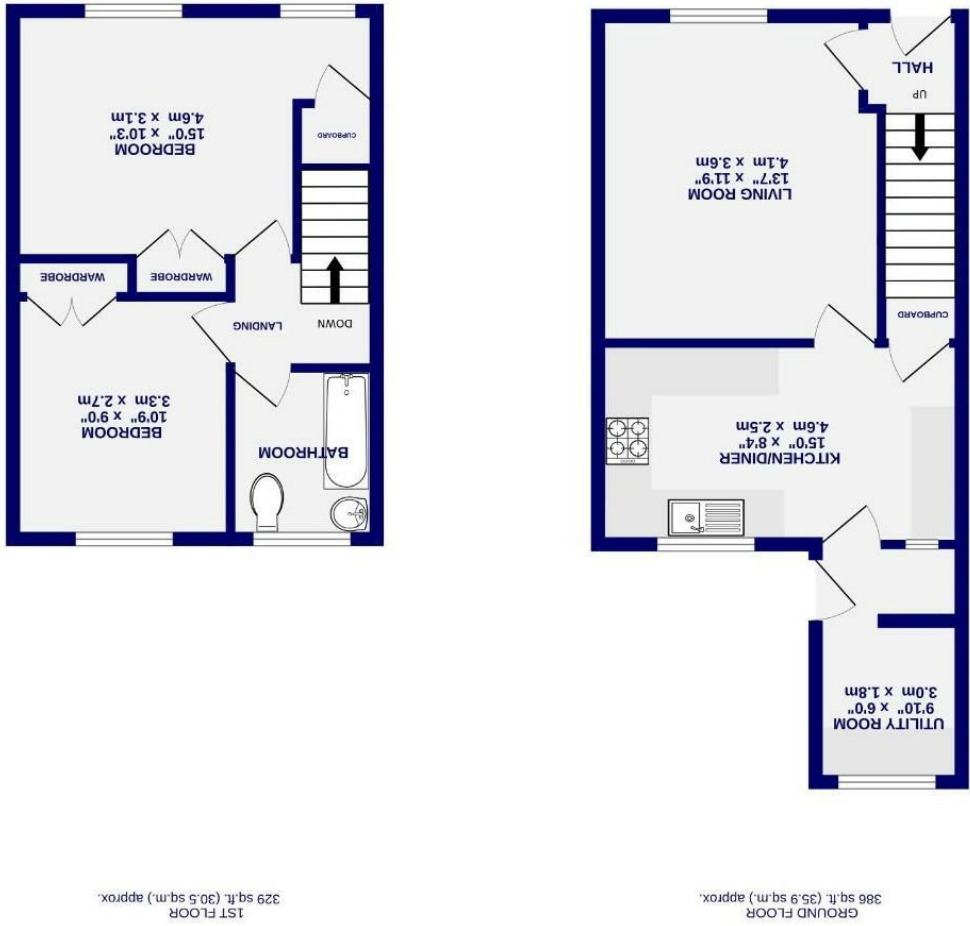 GROUND FLOOR
386 sq.ft. (35.9 sq.m.) approx.
UTILITY ROOM
9'10" x 6'0"
3.0m x 1.8m
KITCHEN/DINER
15'0" x 8'4"
4.6m x 2.5m
CUPBOARD
LIVING ROOM
13'7" x 11'9"
4.1m x 3.6m
UP
HALL
1ST FLOOR
329 sq.ft. (30.5 sq.m.) approx.
BATHROOM
BEDROOM
10'9" x 9'0"
3.3m x 2.7m
DOWN
LANDING
WARDROBE
WARDROBE
CUPBOARD
BEDROOM
15'0" x 10'3"
4.6m x 3.1m